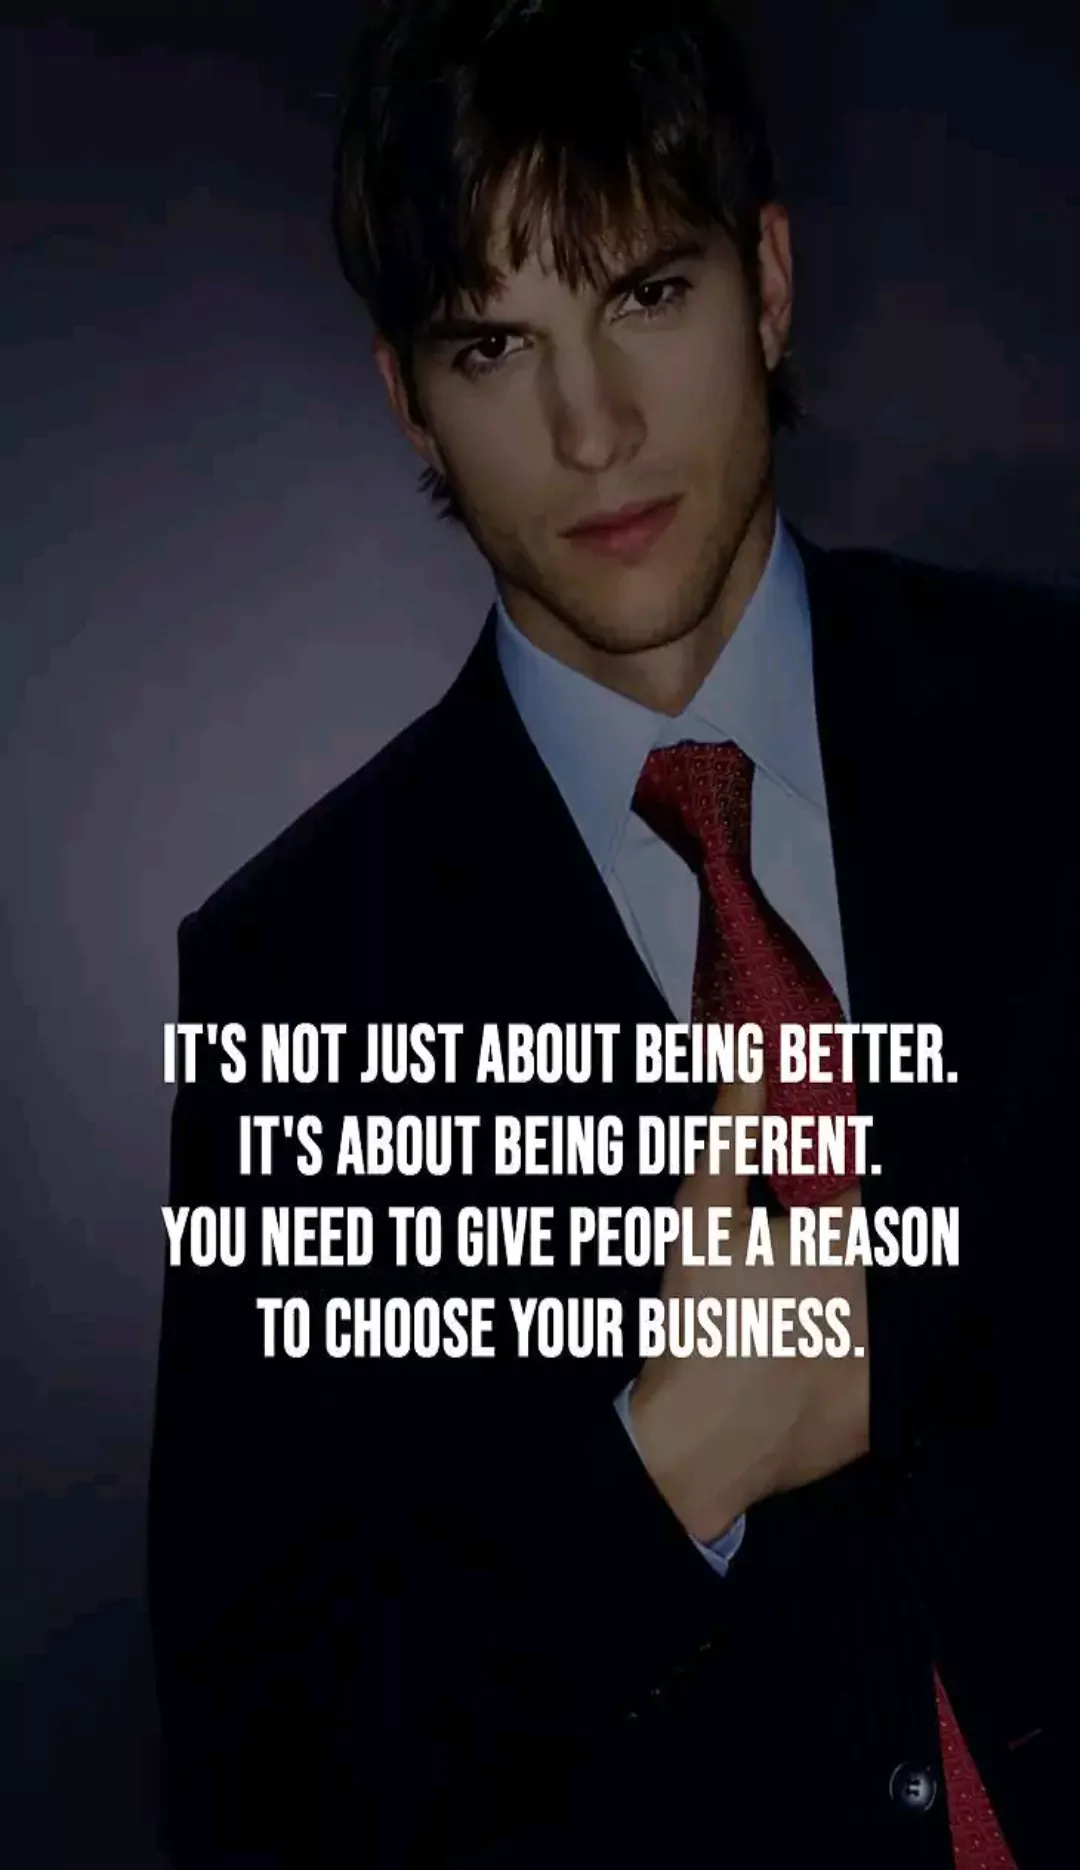 IT'S NOT JUST ABOUT BEING BETTER.
IT'S ABOUT BEING DIFFERENT.
YOU NEED TO GIVE PEOPLE A REASON
TO CHOOSE YOUR BUSINESS.